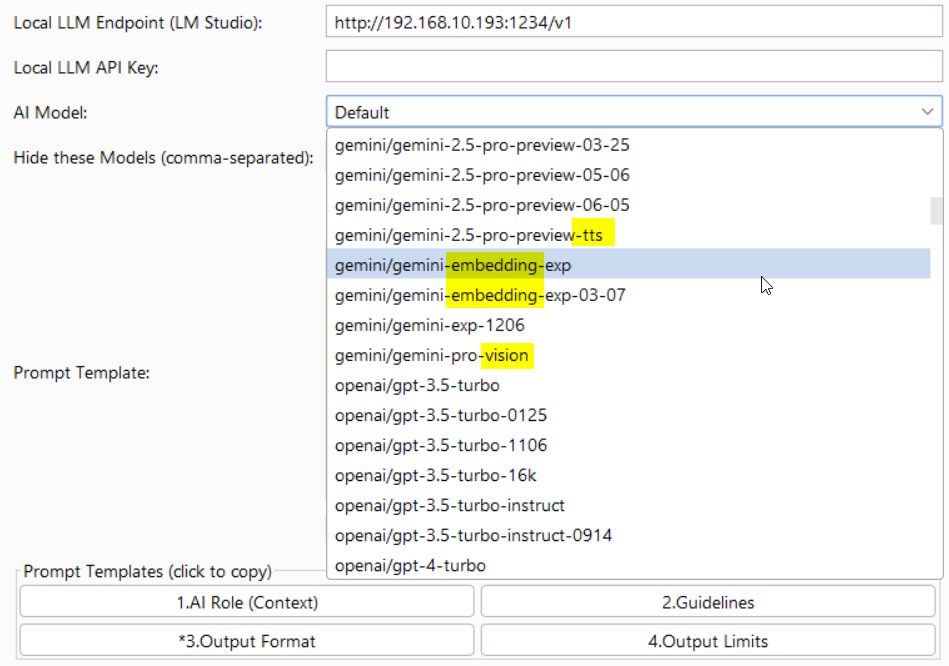 Local LLM Endpoint (LM Studio):
http://192.168.10.193:1234/v1
Local LLM API Key:
AI Model:
Default
Hide these Models (comma-separated):
gemini/gemini-2.5-pro-preview-03-25
gemini/gemini-2.5-pro-preview-05-06
gemini/gemini-2.5-pro-preview-06-05
gemini/gemini-2.5-pro-preview-tts
gemini/gemini-embedding-exp
gemini/gemini-embedding-exp-03-07
gemini/gemini-exp-1206
gemini/gemini-pro-vision
openai/gpt-3.5-turbo
openai/gpt-3.5-turbo-0125
openai/gpt-3.5-turbo-1106
openai/gpt-3.5-turbo-16k
openai/gpt-3.5-turbo-instruct
openai/gpt-3.5-turbo-instruct-0914
openai/gpt-4-turbo
Prompt Template:
Prompt Templates (click to copy)
1.AI Role (Context)
2.Guidelines
*3.Output Format
4.Output Limits